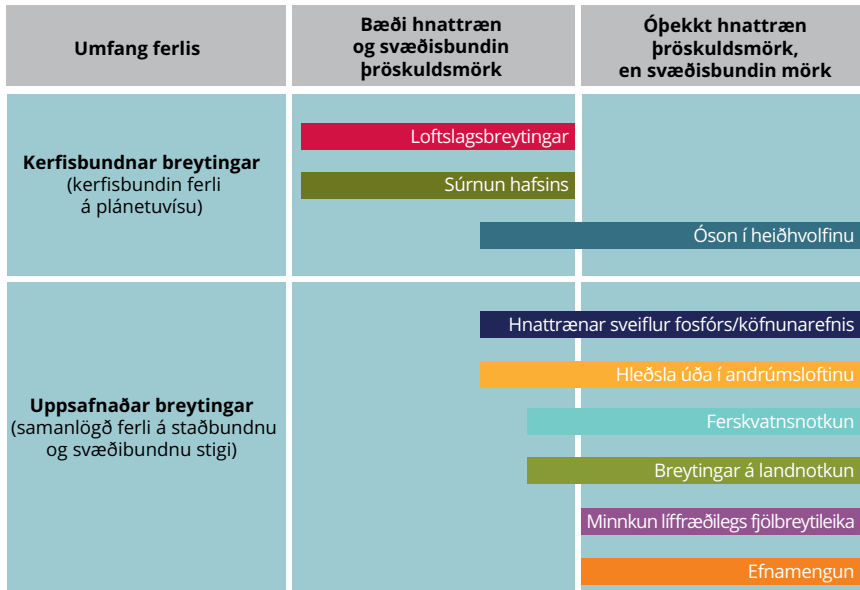 Umfang ferlis
Bæði hnattræn
og svæðisbundin
þröskuldsmörk
Óþekkt hnattræn
þröskuldsmörk,
en svæðisbundin mörk
Kerfisbundnar breytingar
(kerfisbundin ferli
á plánetuvísu)
Loftslagsbreytingar
Súrnun hafsins
Óson í heiðhvolfinu
Uppsafnaðar breytingar
(samanlögð ferli á staðbundnu
og svæðibundnu stigi)
Hnattrænar sveiflur fosfórs/köfnunarefnis
Hleðsla úða í andrúmsloftinu
Ferskvatnsnotkun
Breytingar á landnotkun
Minnkun líffræðilegs fjölbreytileika
Efnamengun